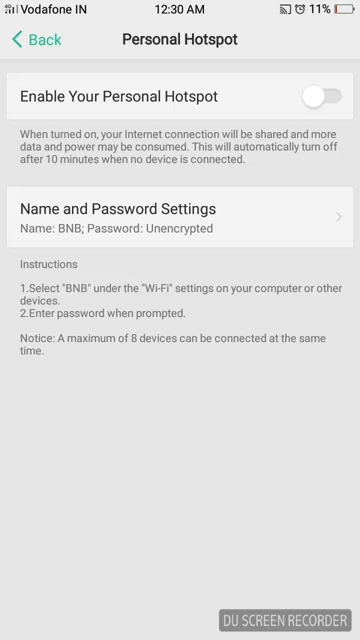 Vodafone IN 12:30 AM 11%
Back Personal Hotspot
Enable Your Personal Hotspot
When turned on, your Internet connection will be shared and more
data and power may be consumed. This will automatically turn off
after 10 minutes when no device is connected.
Name and Password Settings
Name: BNB; Password: Unencrypted
Instructions
1.Select "BNB" under the "Wi-Fi" settings on your computer or other
devices.
2.Enter password when prompted.
Notice: A maximum of 8 devices can be connected at the same
time.
DU SCREEN RECORDER